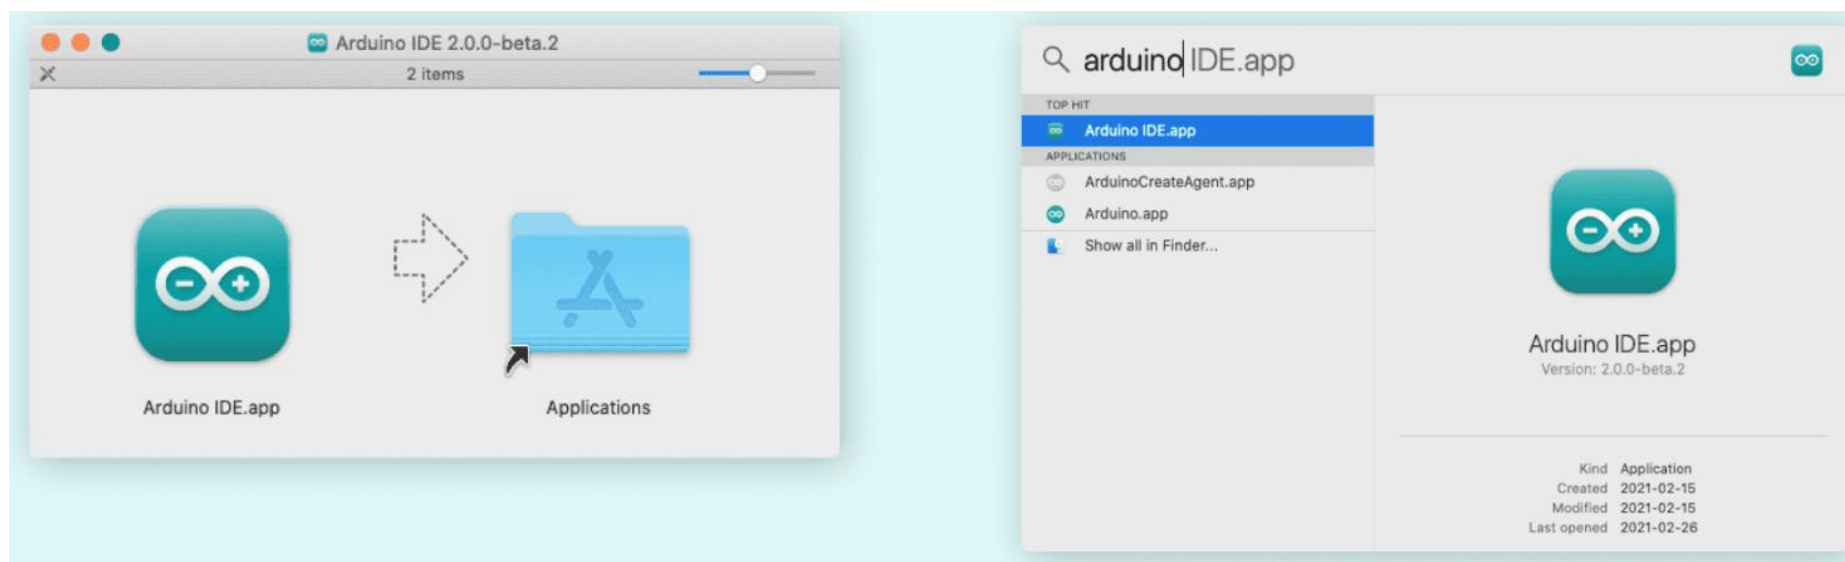 Arduino IDE 2.0.0-beta.2
2 items
Arduino IDE.app
Applications
arduino IDE.app
TOP HIT
Arduino IDE.app
APPLICATIONS
ArduinoCreateAgent.app
Arduino.app
Show all in Finder...
Arduino IDE.app
Version: 2.0.0-beta.2
Kind Application
Created 2021-02-15
Modified 2021-02-15
Last opened 2021-02-26